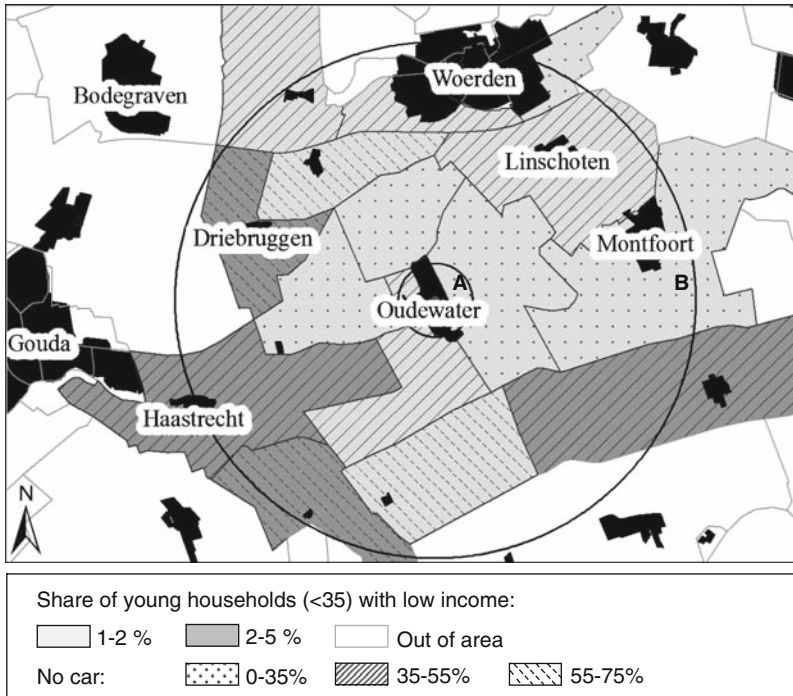 Woerden
Bodegraven
Linschoten
Driebruggen
Montfoort
A
B
Oudewater
Gouda
Haastrecht
N
Share of young households (<35) with low income:
1-2 % 2-5 % Out of area
No car: 0-35% 35-55% 55-75%